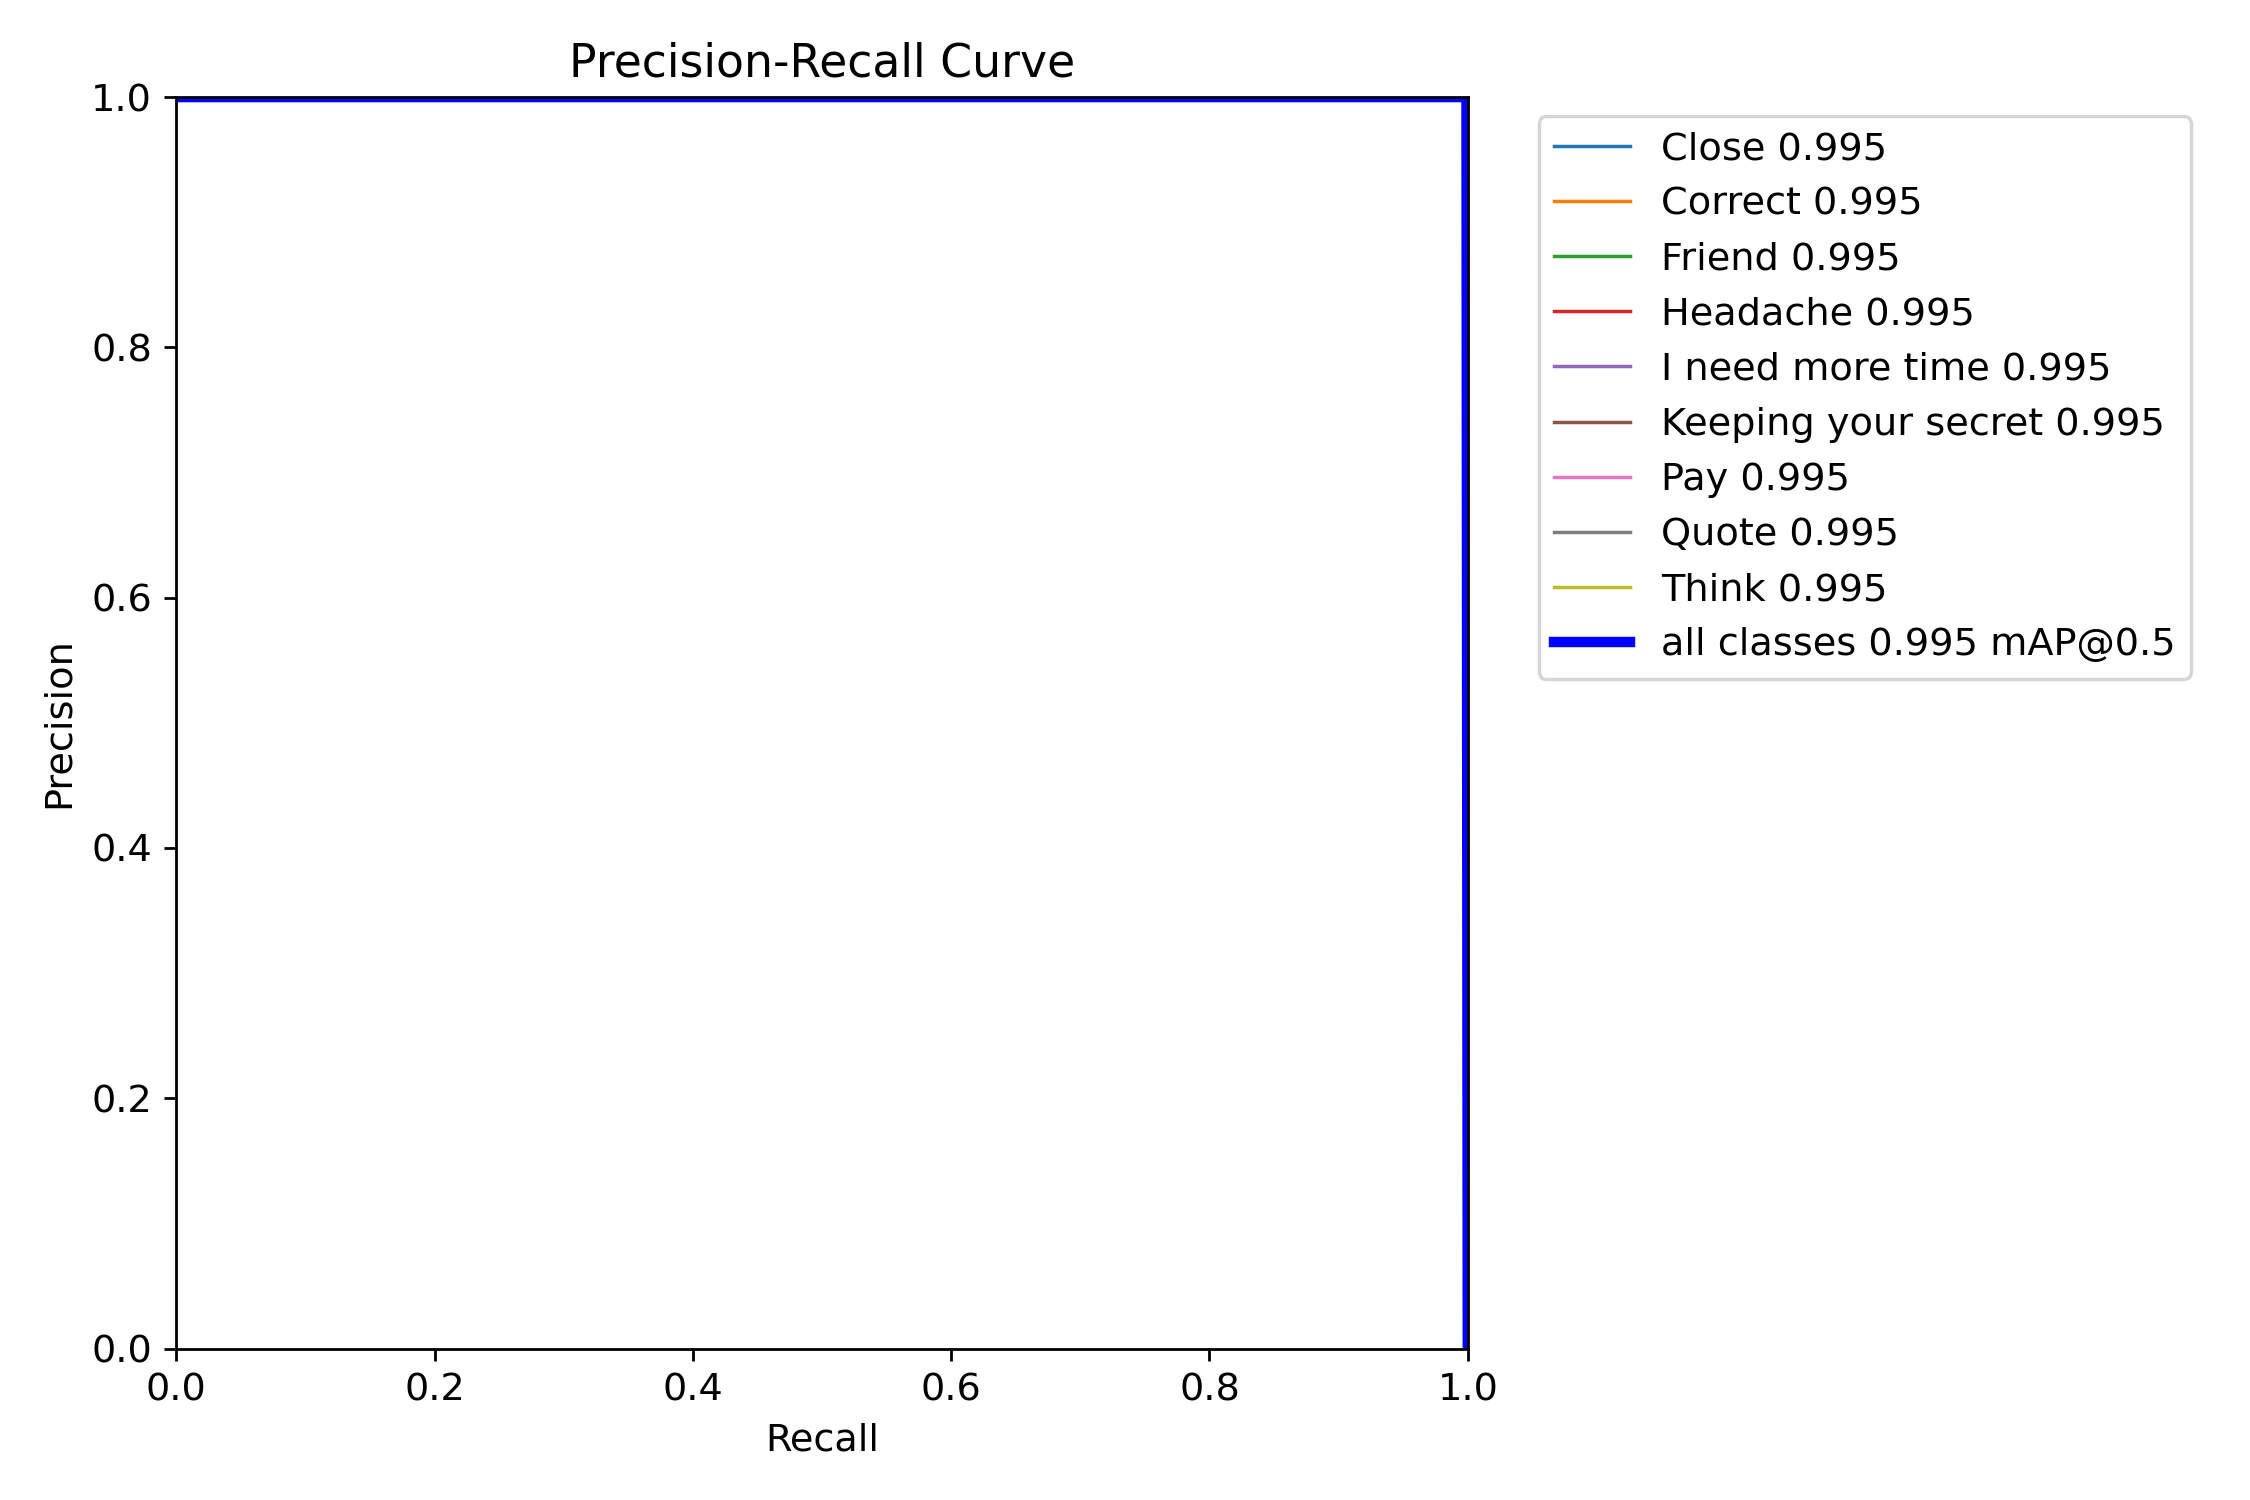 Precision-Recall Curve
1.0
0.8
0.6
0.4
0.2
0.0
Precision
0.0 0.2 0.4 0.6 0.8 1.0
Recall
Close 0.995
Correct 0.995
Friend 0.995
Headache 0.995
I need more time 0.995
Keeping your secret 0.995
Pay 0.995
Quote 0.995
Think 0.995
all classes 0.995 mAP@0.5